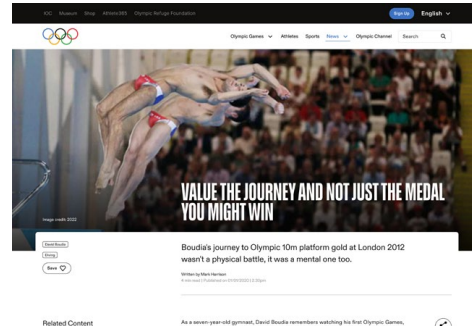 IOC Museum Shop Athlete365 Olympic Refuge Foundation
Sign Up English
Olympic Games Athletes Sports News Olympic Channel Search
VALUE THE JOURNEY AND NOT JUST THE MEDAL
YOU MIGHT WIN
Image credit 2022
David Boudia
Diving
Save
Boudia's journey to Olympic 10m platform gold at London 2012
wasn't a physical battle, it was a mental one too.
Written by Mark Harrison
Related Content
As a seven-year-old gymnast, David Boudia remembers watching his first Olympic Games,